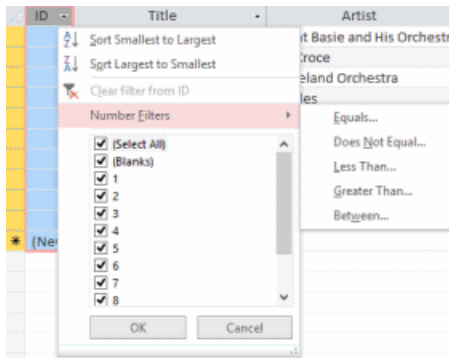 ID Title Artist
Sort Smallest to Largest
Sort Largest to Smallest
Clear filter from ID
Number Filters
(Select All)
(Blanks)
1
2
3
4
5
6
7
8
OK Cancel
Equals...
Does Not Equal...
Less Than...
Greater Than...
Between...
t Basie and His Orchestr
roce
eland Orchestra
les
(Ne